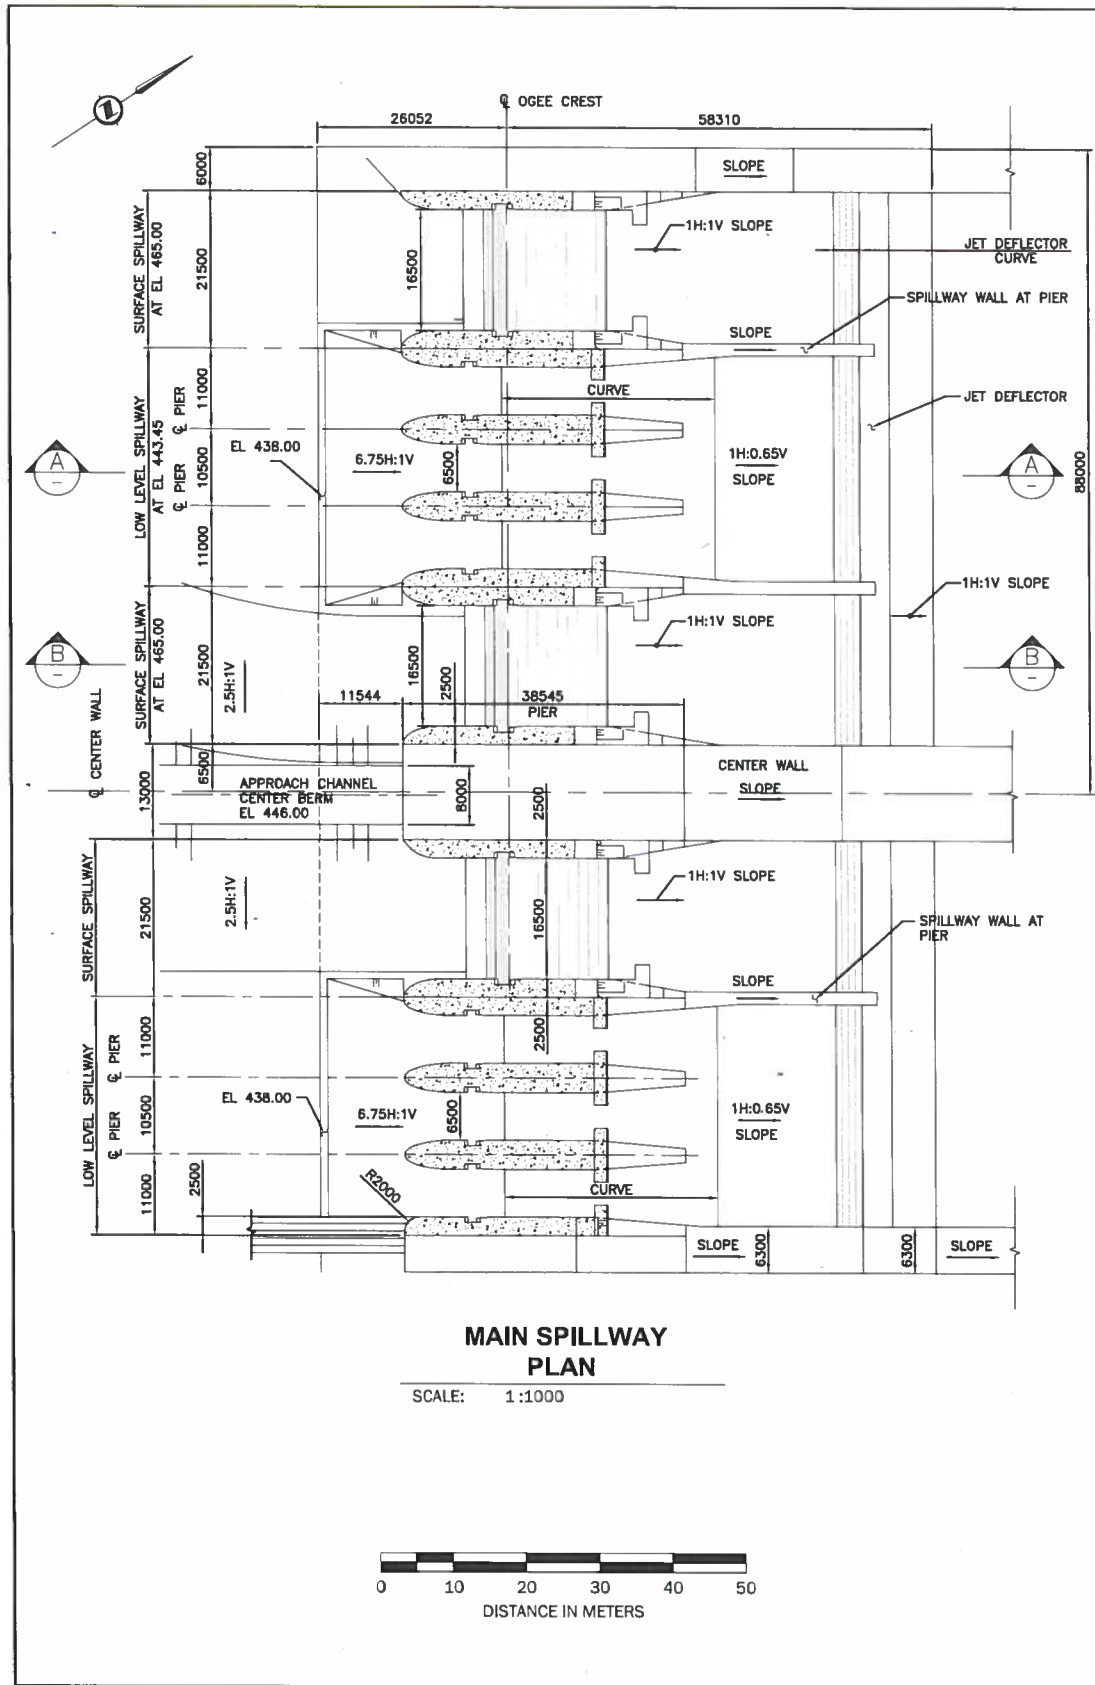 ℄ OGEE CREST
26052
58310
6000
SLOPE
SURFACE SPILLWAY
AT EL 465.00
21500
16500
1H:1V SLOPE
JET DEFLECTOR
CURVE
SPILLWAY WALL AT PIER
SLOPE
LOW LEVEL SPILLWAY
AT EL 443.45
℄ PIER
℄ PIER
11000
10500
11000
CURVE
JET DEFLECTOR
EL 438.00
6.75H:1V
6500
1H:0.65V
SLOPE
A
–
A
–
88000
1H:1V SLOPE
SURFACE SPILLWAY
AT EL 465.00
21500
2.5H:1V
16500
2500
1H:1V SLOPE
B
–
B
–
11544
38545
PIER
℄ CENTER WALL
13000
6500
APPROACH CHANNEL
CENTER BERM
EL 446.00
8000
2500
CENTER WALL
SLOPE
SURFACE SPILLWAY
21500
2.5H:1V
16500
1H:1V SLOPE
SPILLWAY WALL AT
PIER
SLOPE
2500
LOW LEVEL SPILLWAY
℄ PIER
℄ PIER
11000
10500
11000
EL 438.00
6.75H:1V
6500
1H:0.65V
SLOPE
2500
R2000
CURVE
SLOPE
6300
6300
SLOPE
MAIN SPILLWAY
PLAN
SCALE: 1:1000
0 10 20 30 40 50
DISTANCE IN METERS